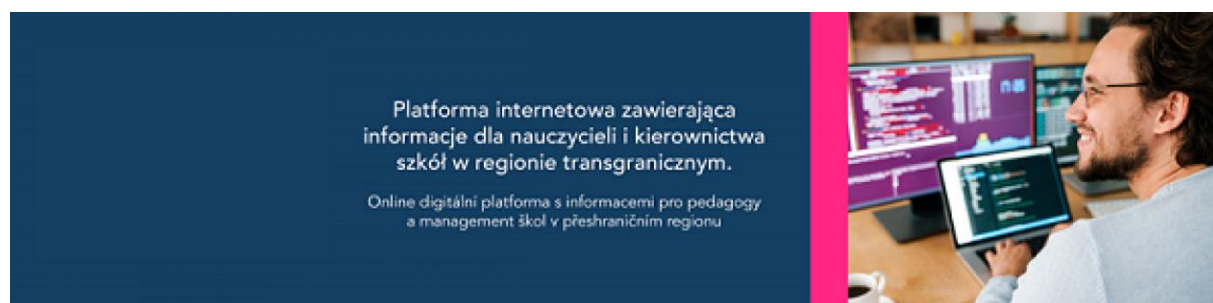 Platforma internetowa zawierająca
informacje dla nauczycieli i kierownictwa
szkół w regionie transgranicznym.
Online digitální platforma s informacemi pro pedagogy
a management škol v přeshraničním regionu